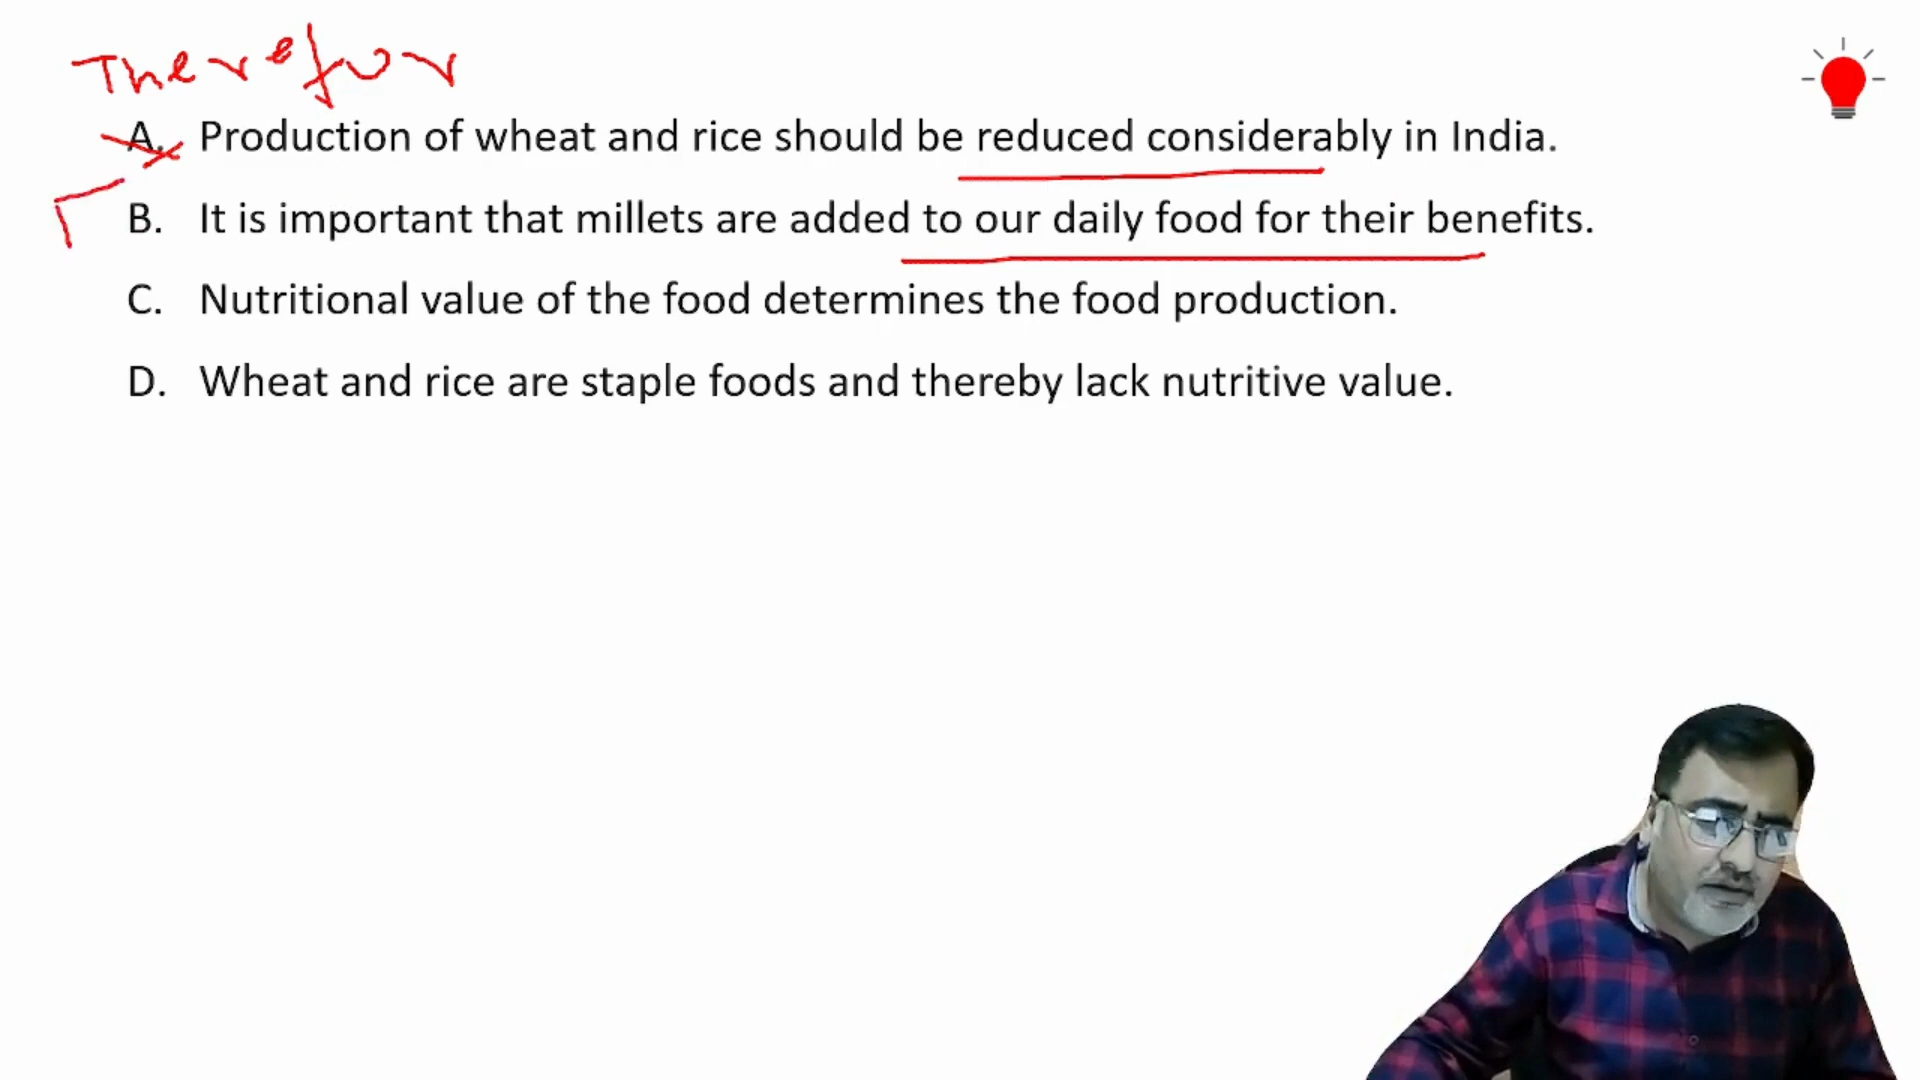 Therefor
A. Production of wheat and rice should be reduced considerably in India.
B. It is important that millets are added to our daily food for their benefits.
C. Nutritional value of the food determines the food production.
D. Wheat and rice are staple foods and thereby lack nutritive value.